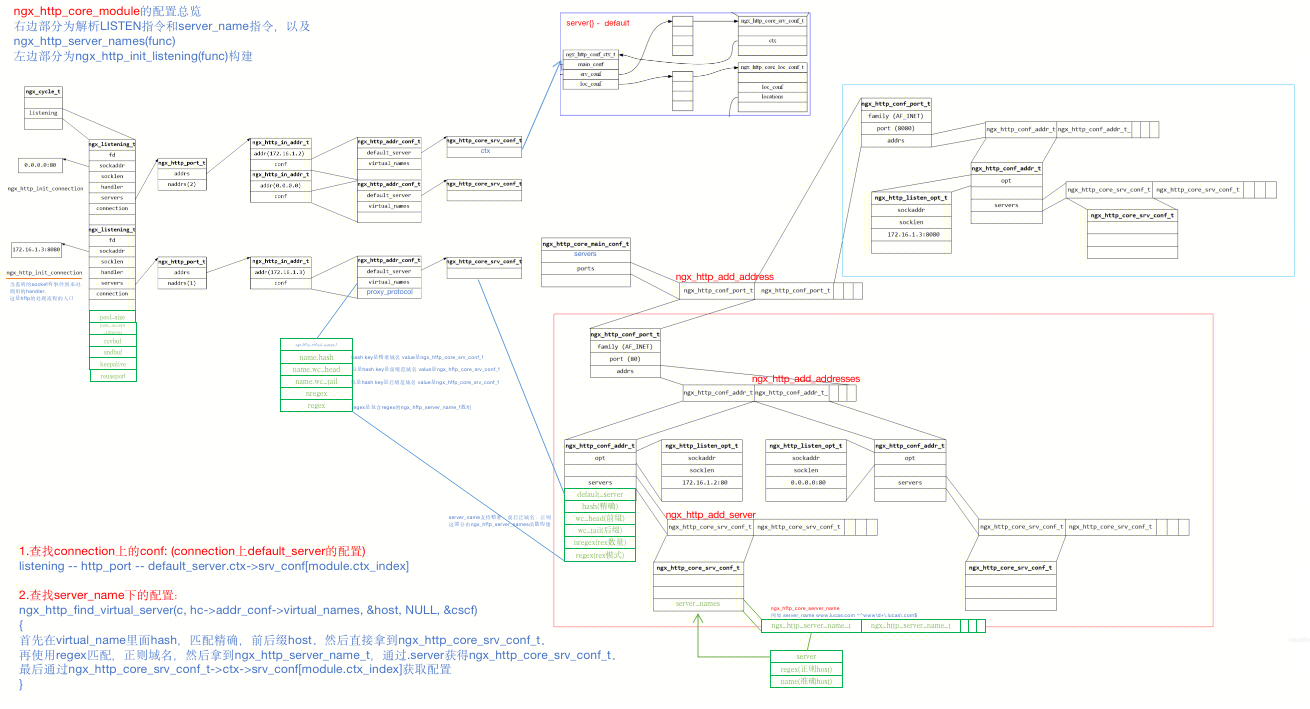 ngx_http_core_module的配置总览
右边部分为解析LISTEN指令和server_name指令，以及
ngx_http_server_names(func)
左边部分为ngx_http_init_listening(func)构建
server{} - default
ngx_http_conf_ctx_t
main_conf
srv_conf
loc_conf
ngx_http_core_srv_conf_t
ctx
ngx_http_core_loc_conf_t
loc_conf
locations
ngx_cycle_t
listening
0.0.0.0:80
ngx_http_init_connection
ngx_listening_t
fd
sockaddr
socklen
handler
servers
connection
ngx_http_port_t
addrs
naddrs(2)
ngx_http_in_addr_t
addr(172.16.1.2)
conf
ngx_http_in_addr_t
addr(0.0.0.0)
conf
ngx_http_addr_conf_t
default_server
virtual_names
ngx_http_addr_conf_t
default_server
virtual_names
ngx_http_core_srv_conf_t
ctx
ngx_http_core_srv_conf_t
172.16.1.3:8080
ngx_http_init_connection
ngx_listening_t
fd
sockaddr
socklen
handler
servers
connection
post_size
rcvbuf
sndbuf
keepalive
reuseport
ngx_http_port_t
addrs
naddrs(1)
ngx_http_in_addr_t
addr(172.16.1.3)
conf
ngx_http_addr_conf_t
default_server
virtual_names
proxy_protocol
ngx_http_core_srv_conf_t
name.hash
name.wc_head
name.wc_tail
nregex
regex
ngx_http_core_main_conf_t
servers
ports
ngx_http_add_address
ngx_http_conf_port_t
ngx_http_conf_port_t
ngx_http_conf_port_t
family (AF_INET)
port (8080)
addrs
ngx_http_conf_addr_t
ngx_http_conf_addr_t
ngx_http_conf_addr_t
opt
servers
ngx_http_listen_opt_t
sockaddr
socklen
172.16.1.3:8080
ngx_http_core_srv_conf_t
ngx_http_core_srv_conf_t
ngx_http_core_srv_conf_t
ngx_http_conf_port_t
family (AF_INET)
port (80)
addrs
ngx_http_add_addresses
ngx_http_conf_addr_t
ngx_http_conf_addr_t
ngx_http_conf_addr_t
opt
servers
default_server
hash(精确)
wc_head(前缀)
wc_tail(后缀)
nregex(rex数量)
regex(rex模式)
ngx_http_listen_opt_t
sockaddr
socklen
172.16.1.2:80
ngx_http_listen_opt_t
sockaddr
socklen
0.0.0.0:80
ngx_http_conf_addr_t
opt
servers
ngx_http_add_server
ngx_http_core_srv_conf_t
ngx_http_core_srv_conf_t
ngx_http_core_srv_conf_t
ngx_http_core_srv_conf_t
ngx_http_core_srv_conf_t
server_names
ngx_http_core_srv_conf_t
ngx_http_core_server_name
ngx_http_server_name_t
ngx_http_server_name_t
server
regex(正则host)
name(准确host)
1.查找connection上的conf: (connection上default_server的配置)
listening -- http_port -- default_server.ctx->srv_conf[module.ctx_index]
2.查找server_name下的配置:
ngx_http_find_virtual_server(c, hc->addr_conf->virtual_names, &host, NULL, &cscf)
{
首先在virtual_name里面hash，匹配精确，前后缀host，然后直接拿到ngx_http_core_srv_conf_t，
再使用regex匹配，正则域名，然后拿到ngx_http_server_name_t，通过.server获得ngx_http_core_srv_conf_t，
最后通过ngx_http_core_srv_conf_t->ctx->srv_conf[module.ctx_index]获取配置
}